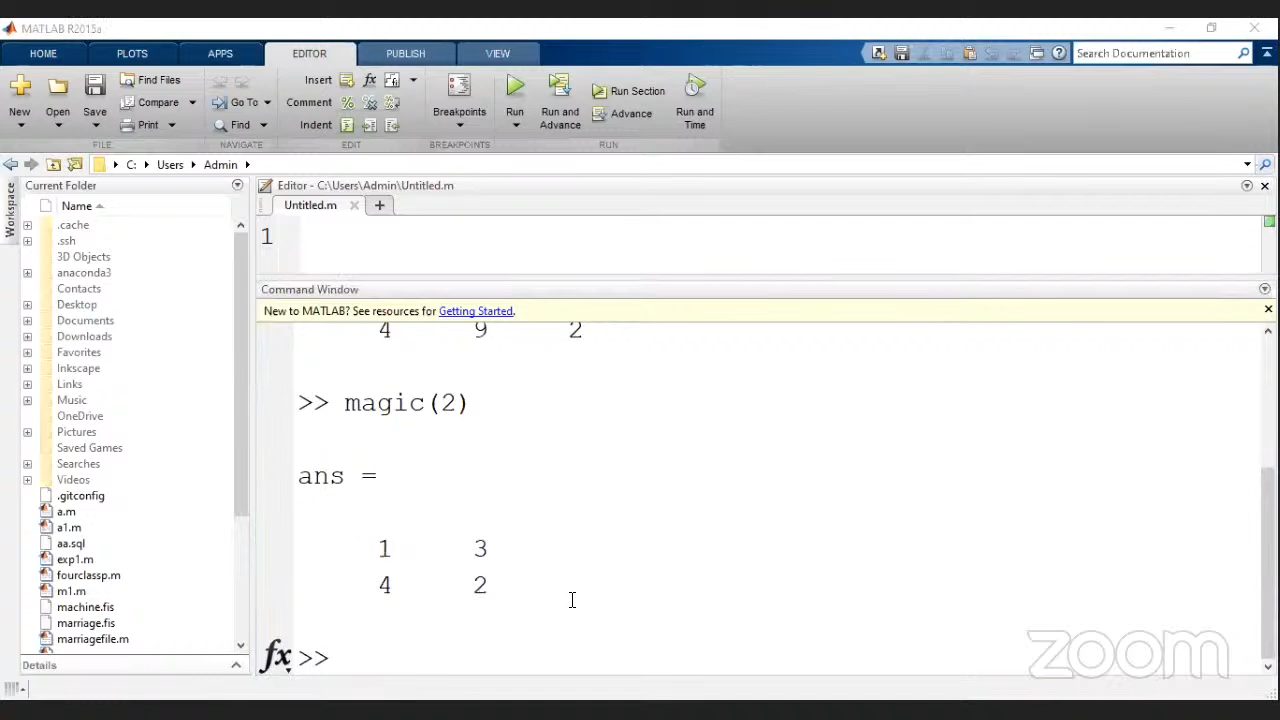 MATLAB R2015a
HOME PLOTS APPS EDITOR PUBLISH VIEW Search Documentation
New Open Save Find Files Compare Print
Go To Find
Insert Comment Indent
Breakpoints
Run Run and Advance Run Section Advance Run and Time
FILE NAVIGATE EDIT BREAKPOINTS RUN
C: Users Admin
Workspace
Current Folder
Name
.cache
.ssh
3D Objects
anaconda3
Contacts
Desktop
Documents
Downloads
Favorites
Inkscape
Links
Music
OneDrive
Pictures
Saved Games
Searches
Videos
.gitconfig
a.m
a1.m
aa.sql
exp1.m
fourclassp.m
m1.m
machine.fis
marriage.fis
marriagefile.m
Details
Editor - C:\Users\Admin\Untitled.m
Untitled.m
1
Command Window
New to MATLAB? See resources for Getting Started.
4 9 2
>> magic(2)
ans =
1 3
4 2
fx >>
zoom